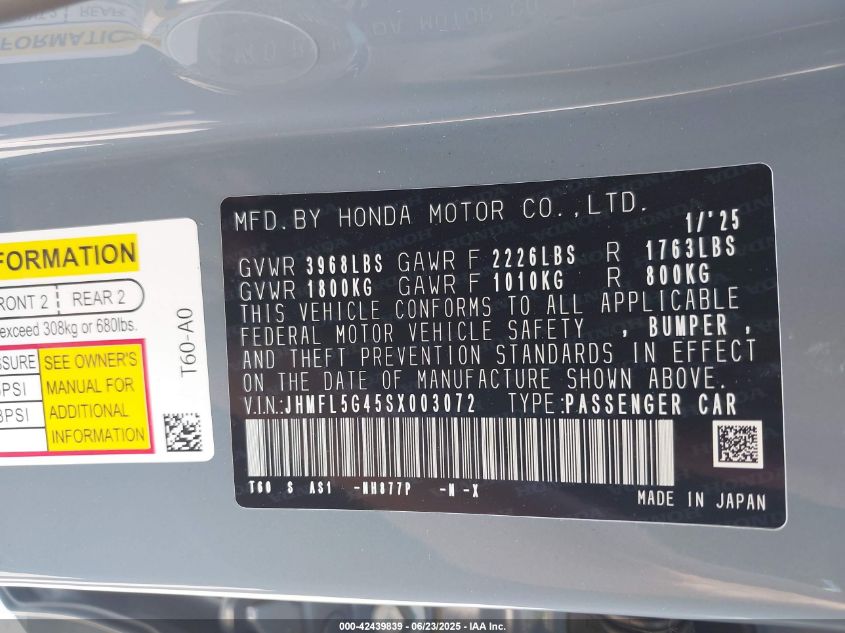 MFD.BY HONDA MOTOR CO.,LTD. 1/'25
GVWR 3968LBS GAWR F 2226LBS R 1763LBS
GVWR 1800KG GAWR F 1010KG R 800KG
THIS VEHICLE CONFORMS TO ALL APPLICABLE
FEDERAL MOTOR VEHICLE SAFETY , BUMPER ,
AND THEFT PREVENTION STANDARDS IN EFFECT
ON THE DATE OF MANUFACTURE SHOWN ABOVE.
V.I.N.:JHMFL5G45SX003072 TYPE:PASSENGER CAR
T60 S AS1 -NH877P -N -X
MADE IN JAPAN
FORMATION
RONT 2 REAR 2
exceed 308kg or 680lbs.
SSURE SEE OWNER'S
PSI MANUAL FOR
PSI ADDITIONAL
INFORMATION
T60-A0
000-42439839 - 06/23/2025 - IAA, Inc.